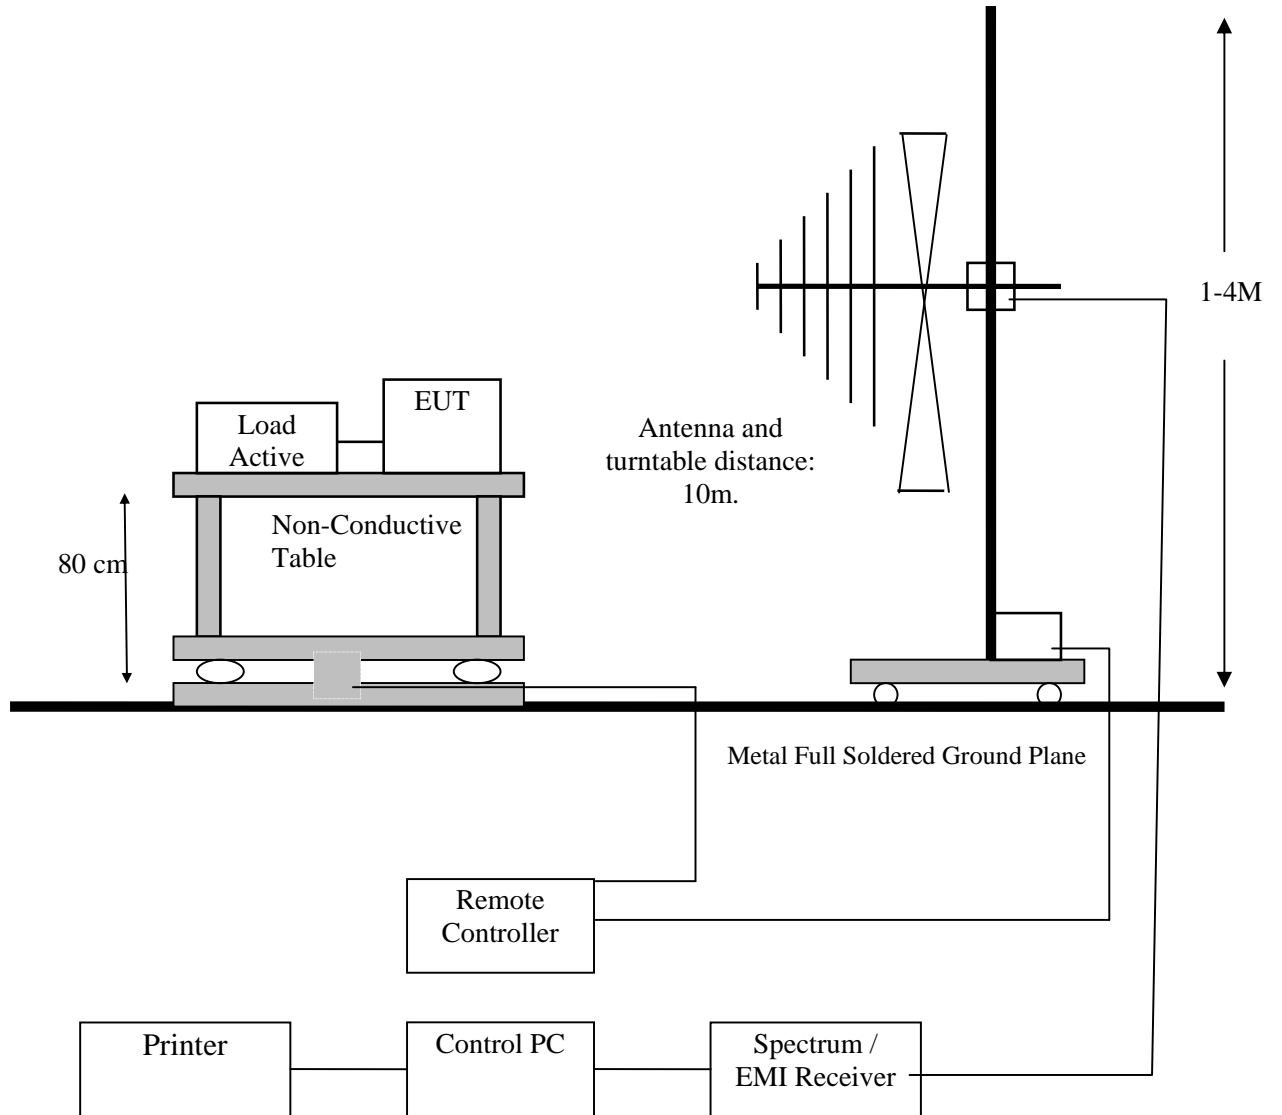 1-4M
EUT
Load
Active
Antenna and
turntable distance:
10m.
Non-Conductive
Table
80 cm
Metal Full Soldered Ground Plane
Remote
Controller
Printer
Control PC
Spectrum /
EMI Receiver